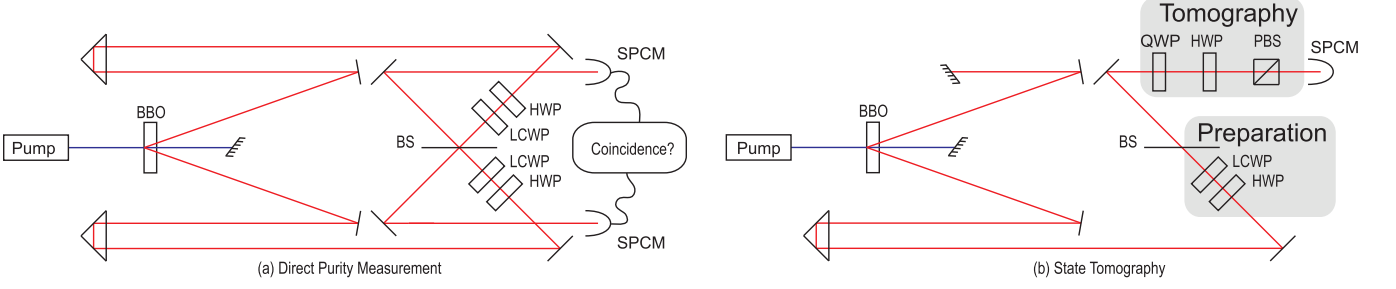 SPCM
HWP
LCWP
BBO
Pump
BS
Coincidence?
LCWP
HWP
SPCM
(a) Direct Purity Measurement
Tomography
QWP HWP PBS
SPCM
BBO
Pump
Preparation
BS
LCWP
HWP
(b) State Tomography